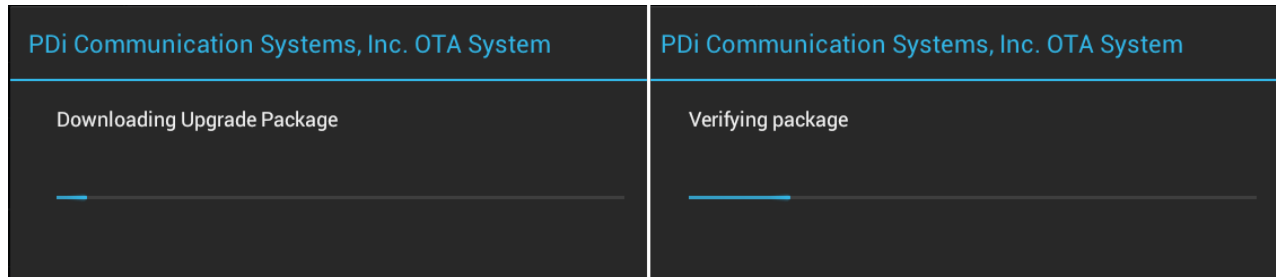 PDi Communication Systems, Inc. OTA System
Downloading Upgrade Package
PDi Communication Systems, Inc. OTA System
Verifying package